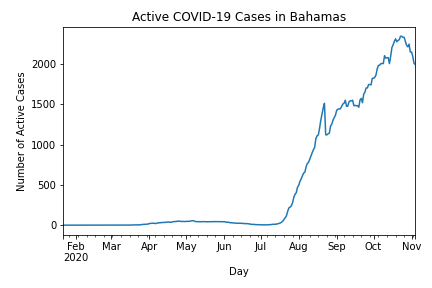 Active COVID-19 Cases in Bahamas
Number of Active Cases
2000
1500
1000
500
0
Feb Mar Apr May Jun Jul Aug Sep Oct Nov
2020
Day